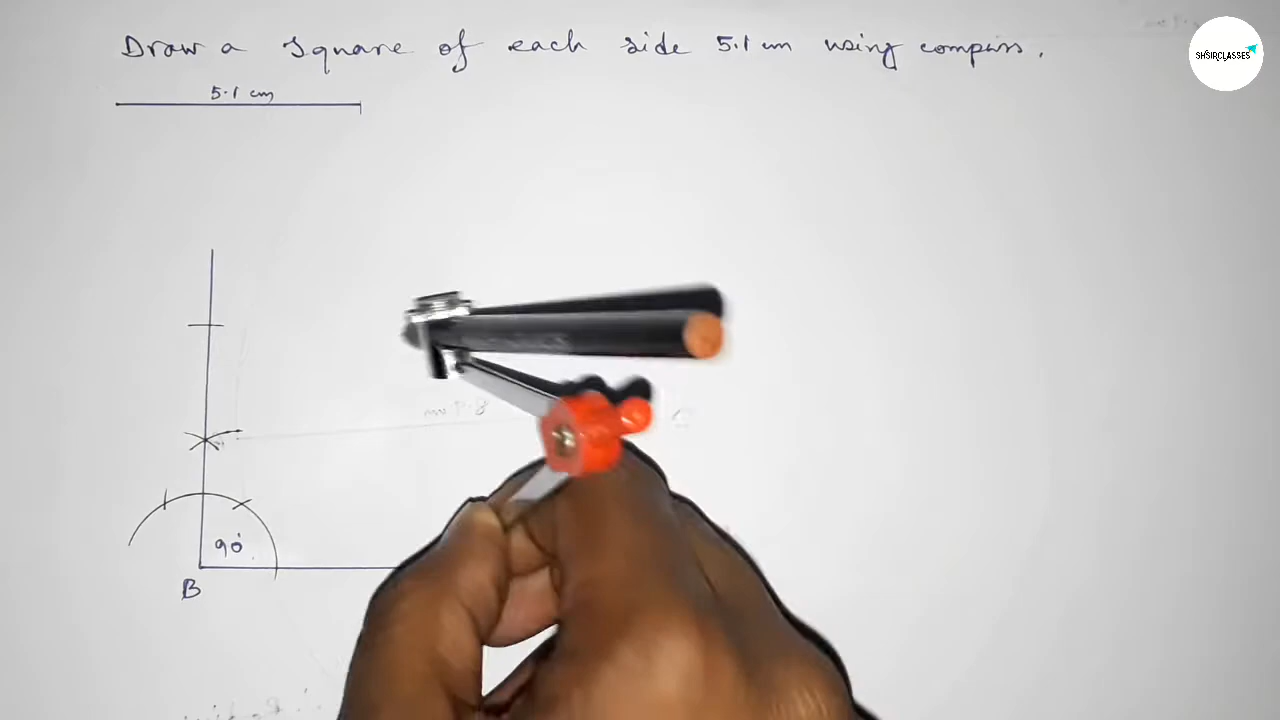 Draw a square of each side 5.1 cm using compass.
SHSIRCLASSES
5.1 cm
90°
B